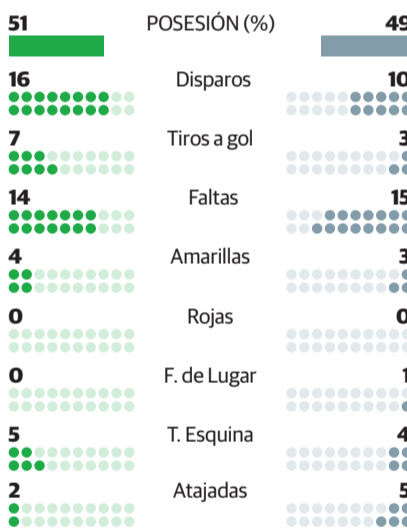 51 POSESIÓN (%) 49
16 Disparos 10
7 Tiros a gol 3
14 Faltas 15
4 Amarillas 3
0 Rojas 0
0 F. de Lugar 1
5 T. Esquina 4
2 Atajadas 5